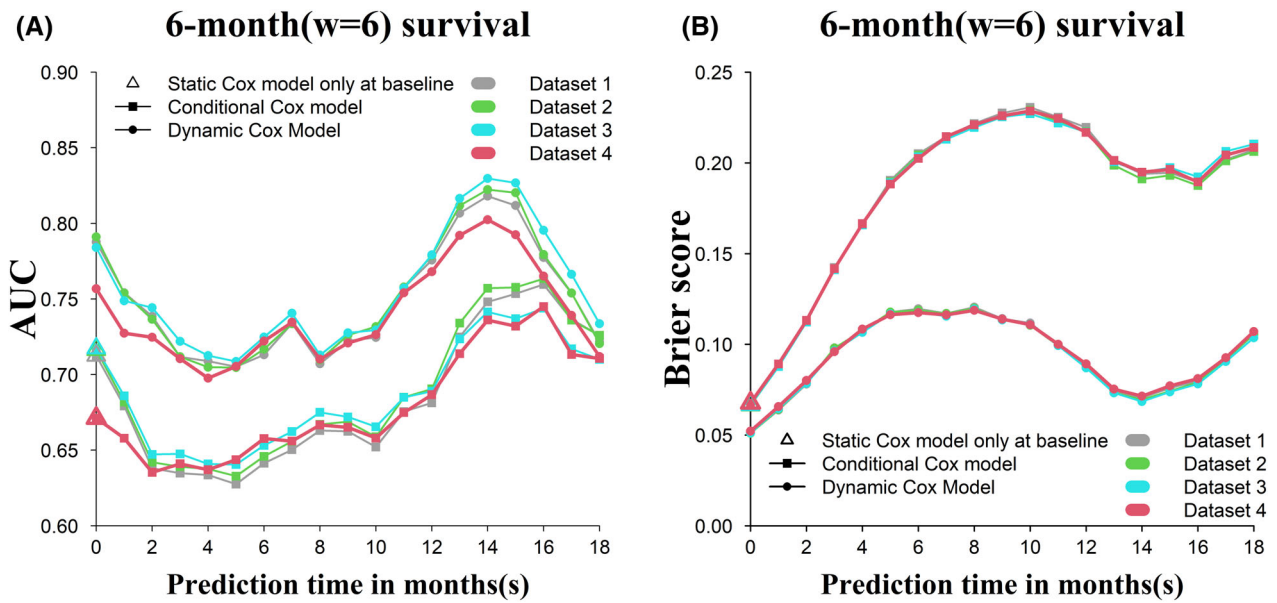 (A) 6-month(w=6) survival
0.90
0.85
0.80
0.75
0.70
0.65
0.60
AUC
Static Cox model only at baseline
Conditional Cox model
Dynamic Cox Model
Dataset 1
Dataset 2
Dataset 3
Dataset 4
0 2 4 6 8 10 12 14 16 18
Prediction time in months(s)
(B) 6-month(w=6) survival
0.25
0.20
0.15
0.10
0.05
0.00
Brier score
Static Cox model only at baseline
Conditional Cox model
Dynamic Cox Model
Dataset 1
Dataset 2
Dataset 3
Dataset 4
0 2 4 6 8 10 12 14 16 18
Prediction time in months(s)